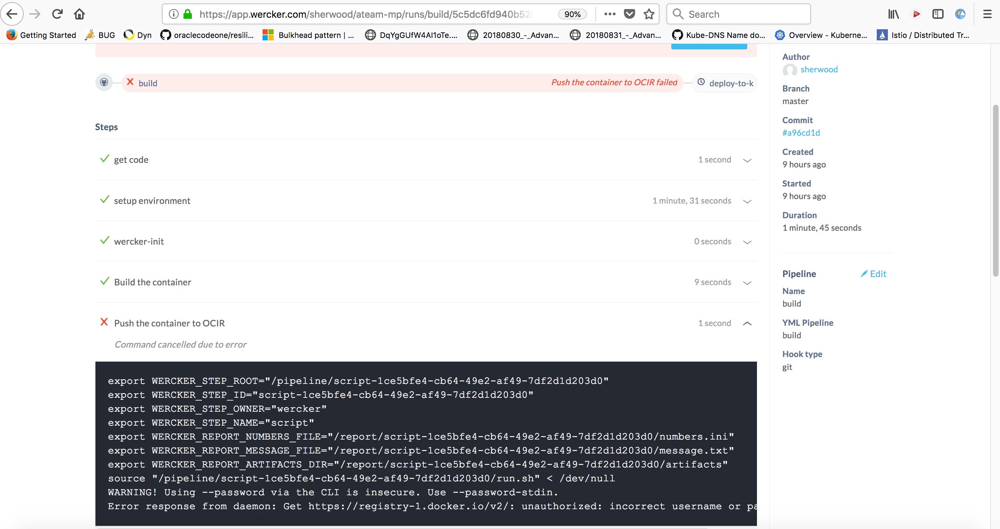 https://app.wercker.com/sherwood/ateam-mp/runs/build/5c5dc6fd940b52
90%
Search
Getting Started
BUG
Dyn
oraclecodeone/resili...
Bulkhead pattern | ...
DqYgGUfW4AI1oTe....
20180830_-_Advan...
20180831_-_Advan...
Kube-DNS Name do...
Overview - Kuberne...
Istio / Distributed Tr...
build
Push the container to OCIR failed
deploy-to-k
Steps
get code
1 second
setup environment
1 minute, 31 seconds
wercker-init
0 seconds
Build the container
9 seconds
Push the container to OCIR
1 second
Command cancelled due to error
export WERCKER_STEP_ROOT="/pipeline/script-1ce5bfe4-cb64-49e2-af49-7df2d1d203d0"
export WERCKER_STEP_ID="script-1ce5bfe4-cb64-49e2-af49-7df2d1d203d0"
export WERCKER_STEP_OWNER="wercker"
export WERCKER_STEP_NAME="script"
export WERCKER_REPORT_NUMBERS_FILE="/report/script-1ce5bfe4-cb64-49e2-af49-7df2d1d203d0/numbers.ini"
export WERCKER_REPORT_MESSAGE_FILE="/report/script-1ce5bfe4-cb64-49e2-af49-7df2d1d203d0/message.txt"
export WERCKER_REPORT_ARTIFACTS_DIR="/report/script-1ce5bfe4-cb64-49e2-af49-7df2d1d203d0/artifacts"
source "/pipeline/script-1ce5bfe4-cb64-49e2-af49-7df2d1d203d0/run.sh" < /dev/null
WARNING! Using --password via the CLI is insecure. Use --password-stdin.
Error response from daemon: Get https://registry-1.docker.io/v2/: unauthorized: incorrect username or pa
Author
sherwood
Branch
master
Commit
#a96cd1d
Created
9 hours ago
Started
9 hours ago
Duration
1 minute, 45 seconds
Pipeline
Edit
Name
build
YML Pipeline
build
Hook type
git